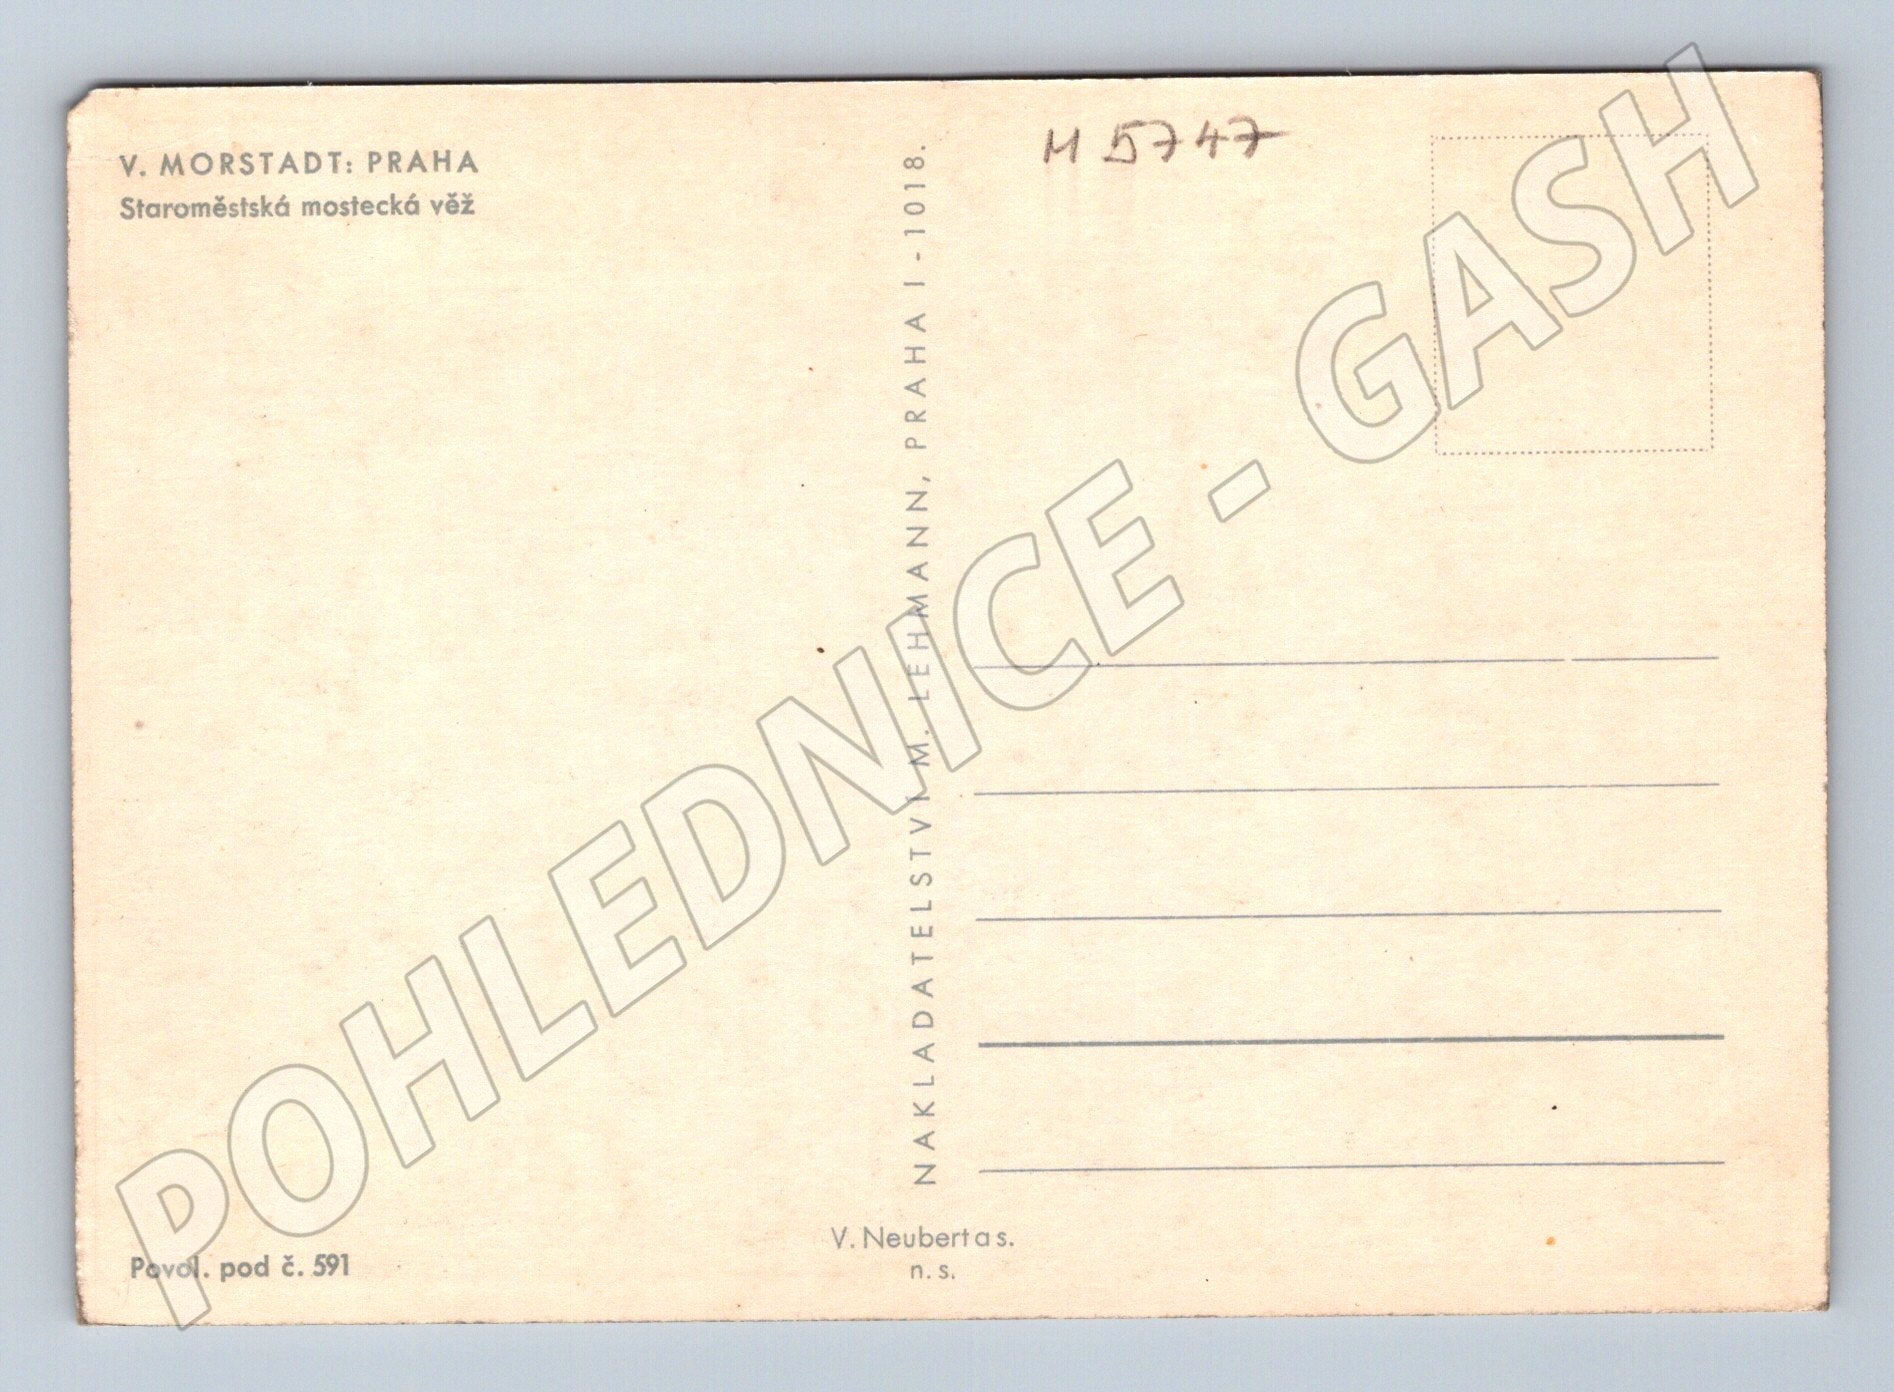 V. MORSTADT: PRAHA
Staroměstská mostecká věž
M 5747
NAKLADATELSTVÍ M. LEHMANN, PRAHA I - 1018.
POHLEDNICE - GASH
V. Neubert a s.
n. s.
Povol. pod č. 591